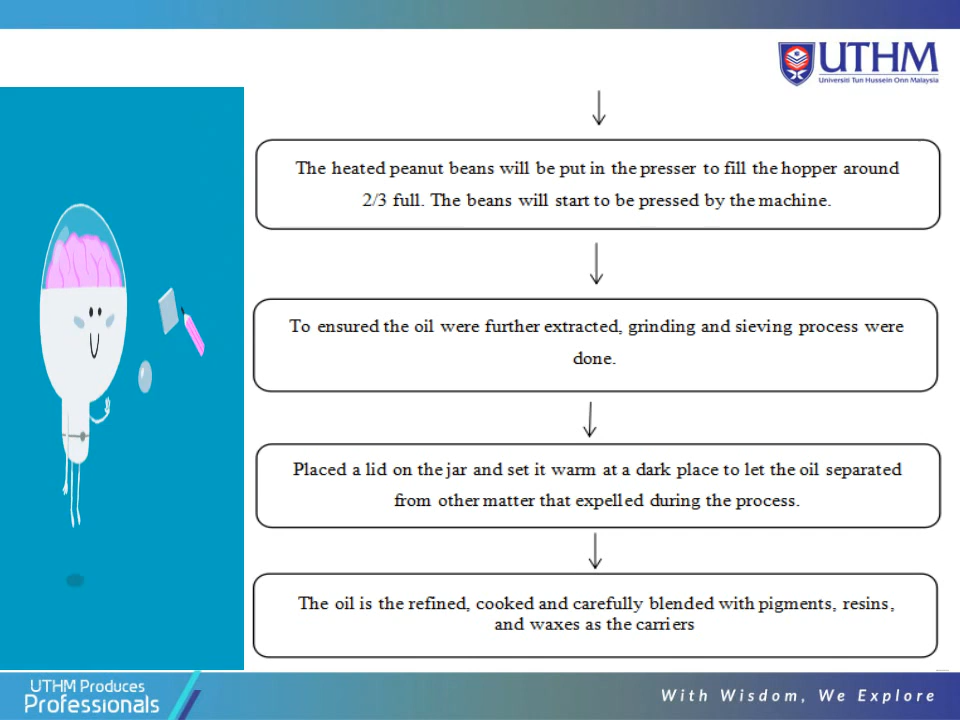 UTHM
Universiti Tun Hussein Onn Malaysia
The heated peanut beans will be put in the presser to fill the hopper around
2/3 full. The beans will start to be pressed by the machine.
To ensured the oil were further extracted, grinding and sieving process were
done.
Placed a lid on the jar and set it warm at a dark place to let the oil separated
from other matter that expelled during the process.
The oil is the refined, cooked and carefully blended with pigments, resins,
and waxes as the carriers
UTHM Produces
Professionals
With Wisdom, We Explore